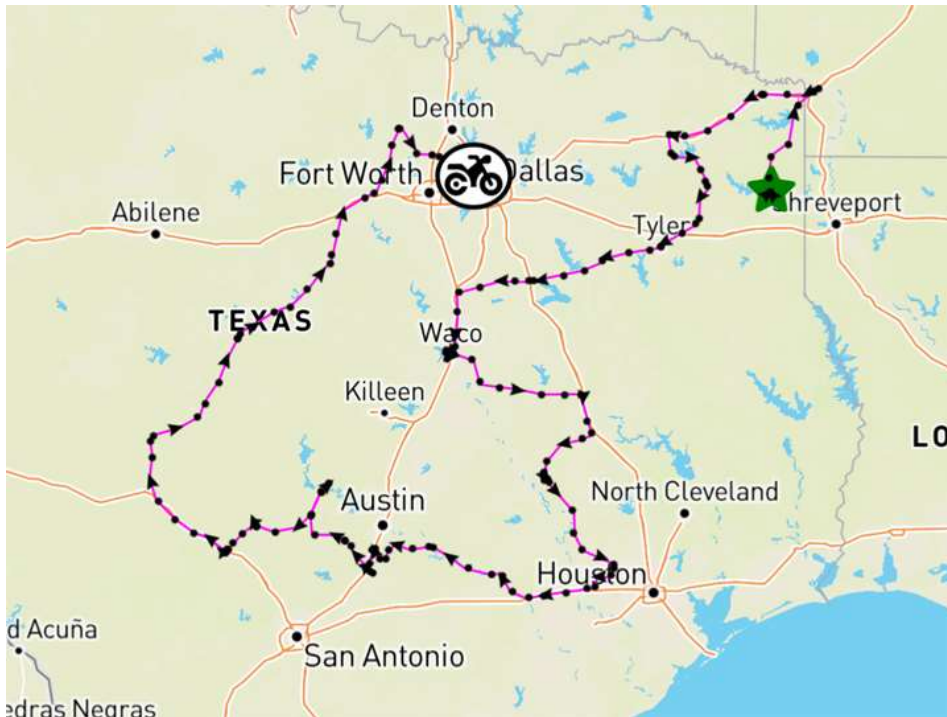 Denton
Fort Worth
Dallas
Abilene
Tyler
Shreveport
TEXAS
Waco
Killeen
LO
North Cleveland
Austin
Houston
d Acuña
San Antonio
edras Negras